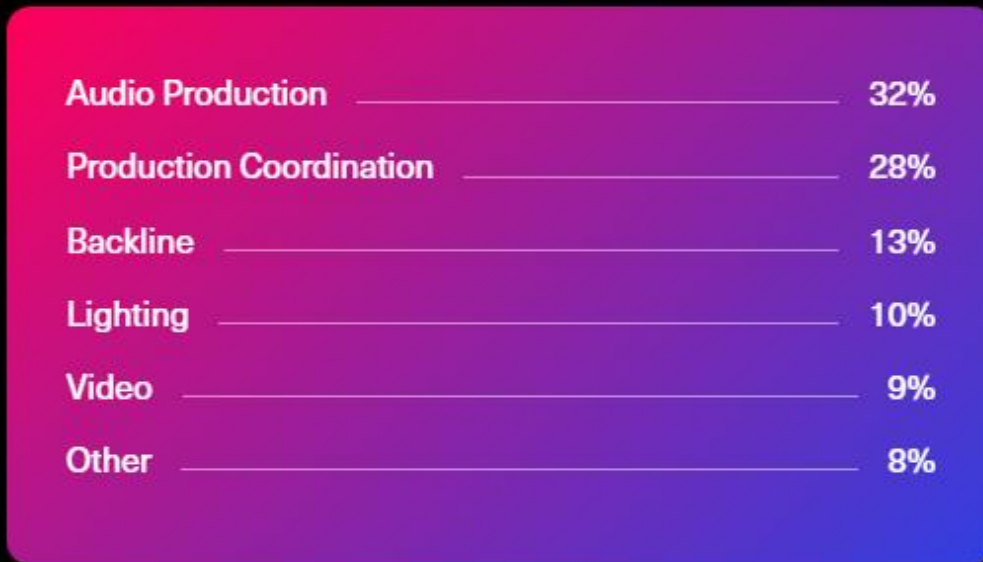 Audio Production 32%
Production Coordination 28%
Backline 13%
Lighting 10%
Video 9%
Other 8%